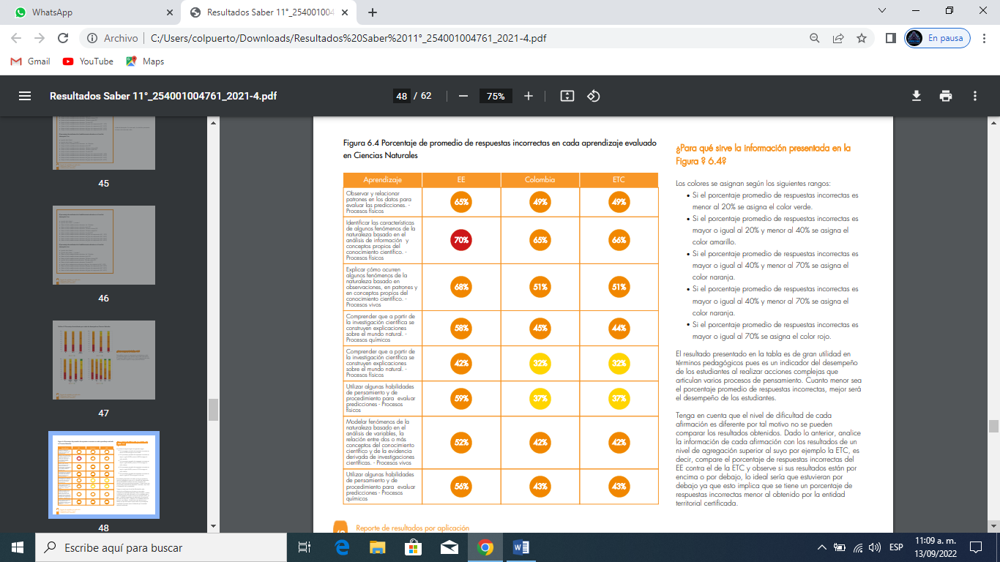 WhatsApp
Resultados Saber 11°_254001004
Archivo
C:/Users/colpuerto/Downloads/Resultados%20Saber%2011°_254001004761_2021-4.pdf
En pausa
Gmail
YouTube
Maps
Resultados Saber 11°_254001004761_2021-4.pdf
48 / 62
75%
45
46
47
48
Figura 6.4 Porcentaje de promedio de respuestas incorrectas en cada aprendizaje evaluado
en Ciencias Naturales
Aprendizaje EE Colombia ETC
Observar y relacionar
patrones en los datos para
evaluar las predicciones. -
Procesos físicos
65% 49% 49%
Identificar las características
de algunos fenómenos de la
naturaleza basado en el
análisis de información y
conceptos propios del
conocimiento científico. -
Procesos físicos
70% 65% 66%
Explicar cómo ocurren
algunos fenómenos de la
naturaleza basado en
observaciones, en patrones y
en conceptos propios del
conocimiento científico. -
Procesos vivos
68% 51% 51%
Comprender que a partir de
la investigación científica se
construyen explicaciones
sobre el mundo natural. -
Procesos químicos
58% 45% 44%
Comprender que a partir de
la investigación científica se
construyen explicaciones
sobre el mundo natural. -
Procesos físicos
42% 32% 32%
Utilizar algunas habilidades
de pensamiento y de
procedimiento para evaluar
predicciones - Procesos
físicos
59% 37% 37%
Modelar fenómenos de la
naturaleza basado en el
análisis de variables, la
relación entre dos o más
conceptos del conocimiento
científico y de la evidencia
derivada de investigaciones
científicas. - Procesos vivos
52% 42% 42%
Utilizar algunas habilidades
de pensamiento y de
procedimiento para evaluar
predicciones - Procesos
químicos
56% 43% 43%
Reporte de resultados por aplicación
¿Para qué sirve la información presentada en la
Figura ? 6.4?
Los colores se asignan según los siguientes rangos:
• Si el porcentaje promedio de respuestas incorrectas es
menor al 20% se asigna el color verde.
• Si el porcentaje promedio de respuestas incorrectas es
mayor o igual al 20% y menor al 40% se asigna el
color amarillo.
• Si el porcentaje promedio de respuestas incorrectas es
mayor o igual al 40% y menor al 70% se asigna el
color naranja.
• Si el porcentaje promedio de respuestas incorrectas es
mayor o igual al 40% y menor al 70% se asigna el
color naranja.
• Si el porcentaje promedio de respuestas incorrectas es
mayor o igual al 70% se asigna el color rojo.
El resultado presentado en la tabla es de gran utilidad en
términos pedagógicos pues es un indicador del desempeño
de los estudiantes al realizar acciones complejas que
articulan varios procesos de pensamiento. Cuanto menor sea
el porcentaje promedio de respuestas incorrectas, mejor será
el desempeño de los estudiantes.
Tenga en cuenta que el nivel de dificultad de cada
afirmación es diferente por tal motivo no se pueden
comparar los resultados obtenidos. Dado lo anterior, analice
la información de cada afirmación con los resultados de un
nivel de agregación superior al suyo por ejemplo la ETC, es
decir, compare el porcentaje de respuestas incorrectas del
EE contra el de la ETC y observe si sus resultados están por
encima o por debajo, lo ideal sería que estuvieran por
debajo ya que esto implica que se tiene un porcentaje de
respuestas incorrectas menor al obtenido por la entidad
territorial certificada.
Escribe aquí para buscar
ESP
11:09 a. m.
13/09/2022